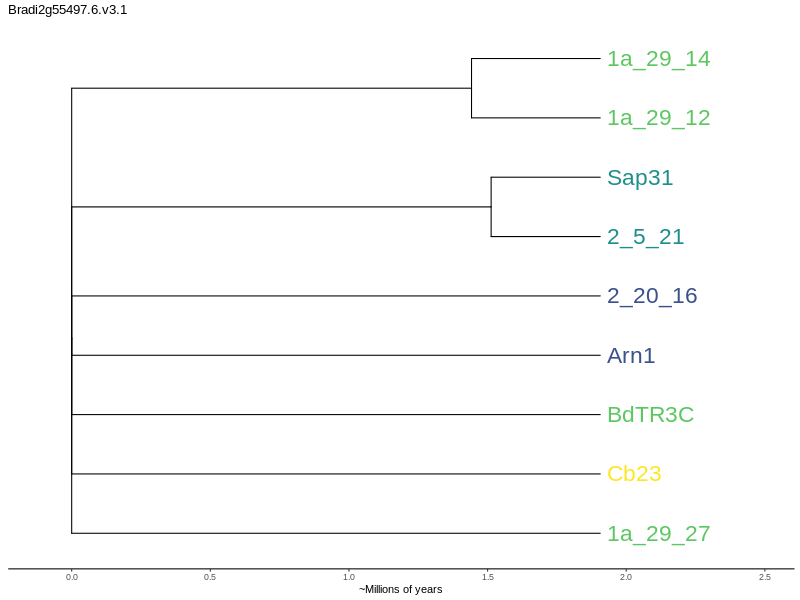 Bradi2g55497.6.v3.1
1a_29_14
1a_29_12
Sap31
2_5_21
2_20_16
Arn1
BdTR3C
Cb23
1a_29_27
0.0 0.5 1.0 1.5 2.0 2.5
~Millions of years